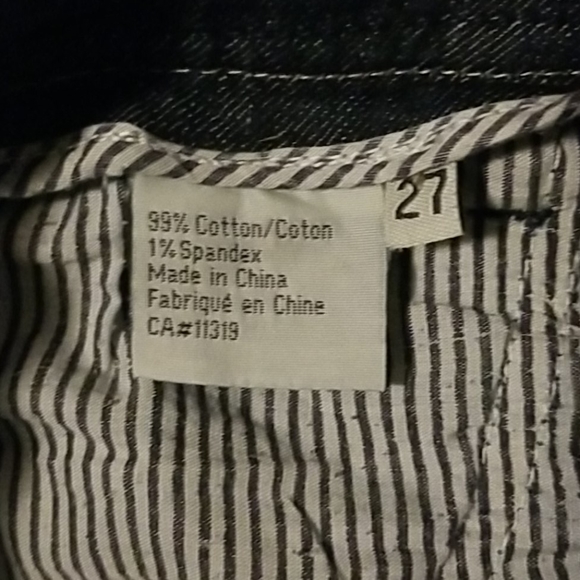 99% Cotton/Coton
1% Spandex
Made in China
Fabriqué en Chine
CA#11319
27